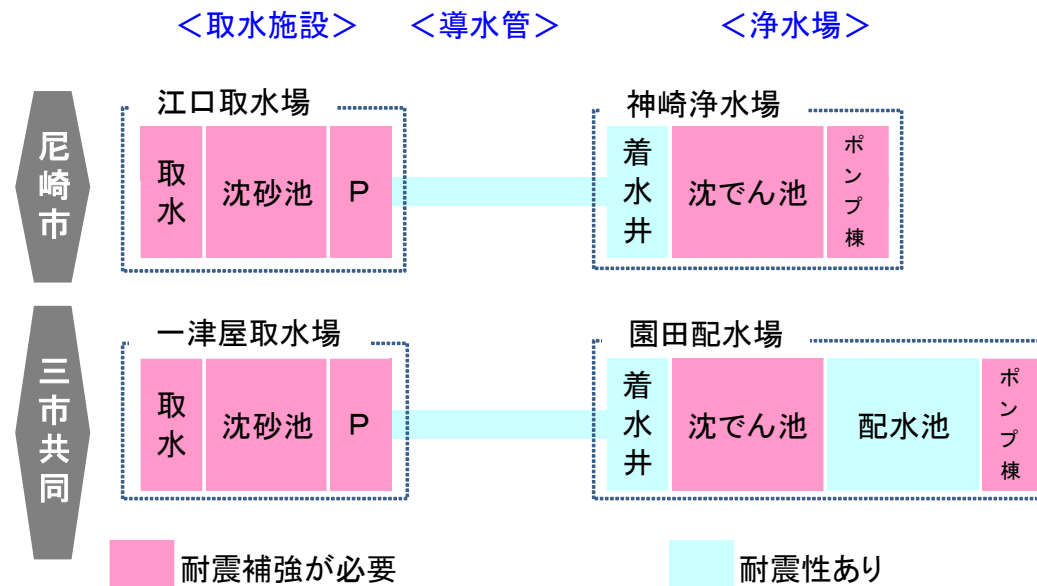 ＜取水施設＞ ＜導水管＞ ＜浄水場＞
尼崎市
江口取水場
取水
沈砂池
Ｐ
神崎浄水場
着水井
沈でん池
ポンプ棟
三市共同
一津屋取水場
取水
沈砂池
Ｐ
園田配水場
着水井
沈でん池
配水池
ポンプ棟
耐震補強が必要
耐震性あり